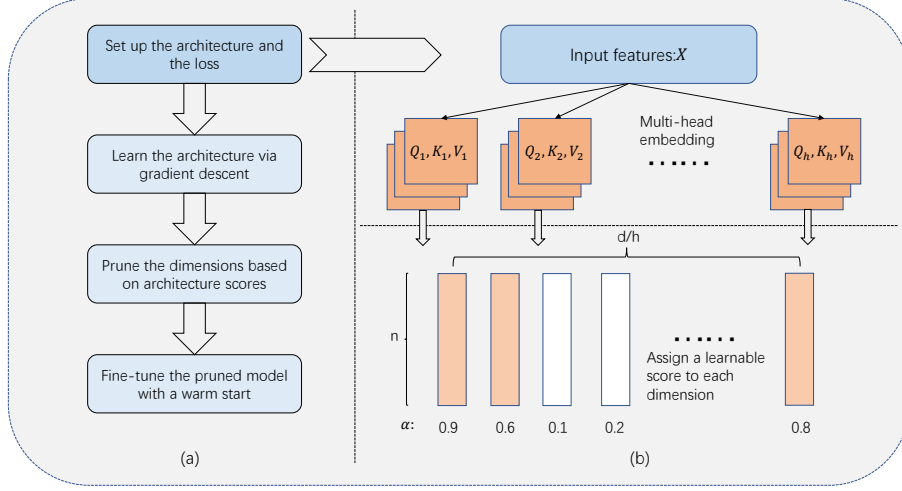 Set up the architecture and
the loss
Learn the architecture via
gradient descent
Prune the dimensions based
on architecture scores
Fine-tune the pruned model
with a warm start
(a)
Input features:X
Multi-head
embedding
......
Q₁, K₁, V₁
Q₂, K₂, V₂
Qₕ, Kₕ, Vₕ
d/h
n
......
Assign a learnable
score to each
dimension
α: 0.9 0.6 0.1 0.2 0.8
(b)